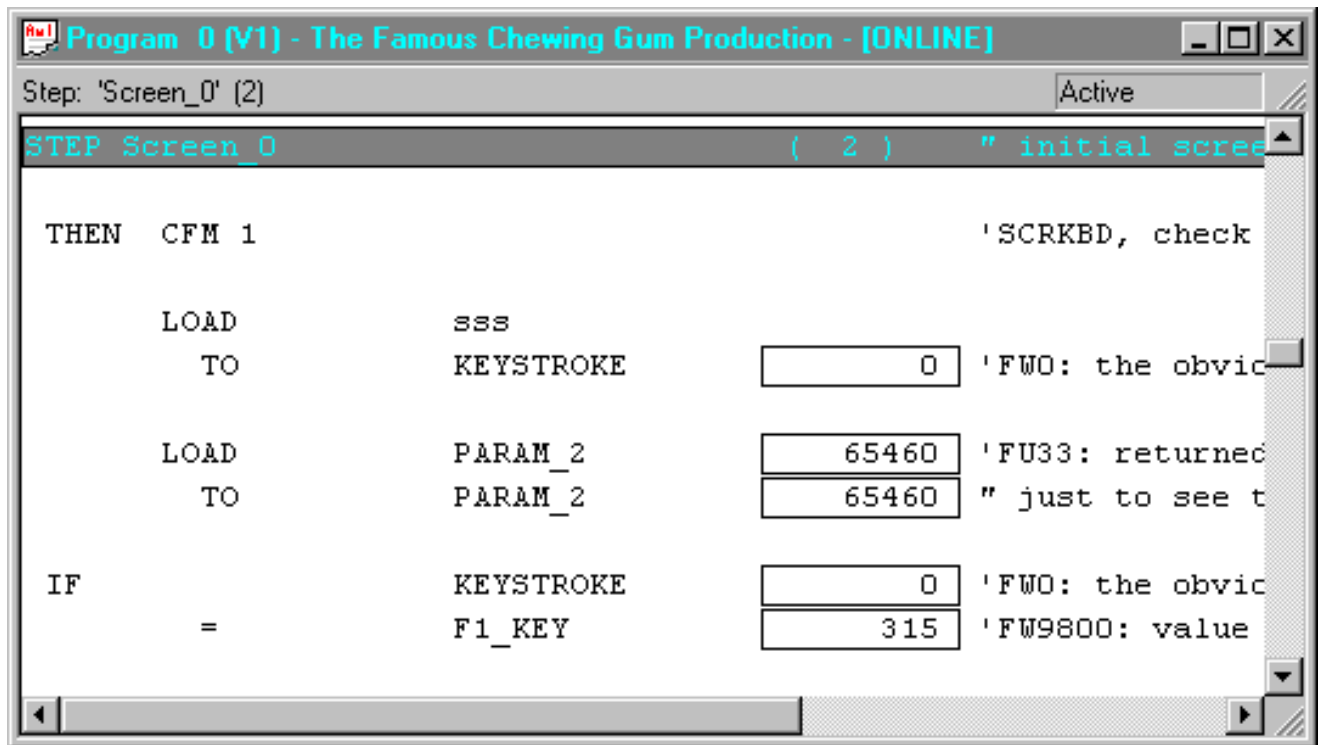 Awl Program 0 (V1) - The Famous Chewing Gum Production - [ONLINE]
Step: 'Screen_0' (2) Active
STEP Screen_0 ( 2 ) " initial scree
THEN CFM 1 'SCRKBD, check
LOAD sss
TO KEYSTROKE 0 'FW0: the obvic
LOAD PARAM_2 65460 'FU33: returned
TO PARAM_2 65460 " just to see t
IF KEYSTROKE 0 'FW0: the obvic
= F1_KEY 315 'FW9800: value